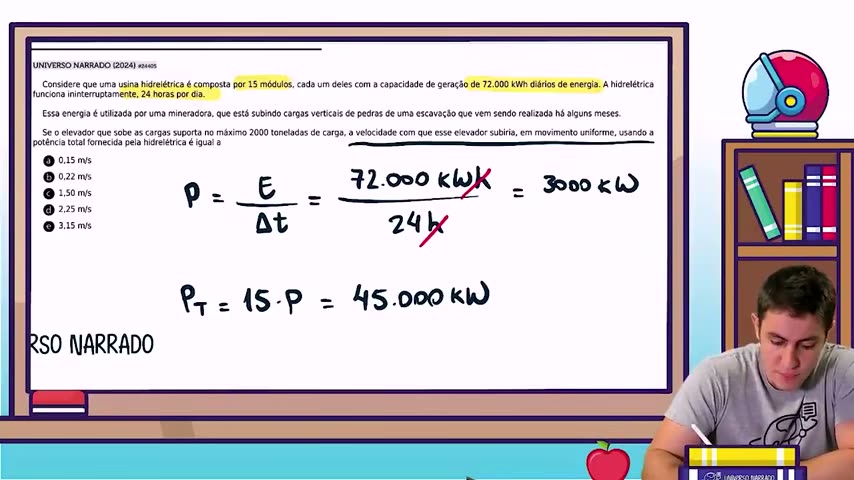 UNIVERSO NARRADO (2024) #24405
Considere que uma usina hidrelétrica é composta por 15 módulos, cada um deles com a capacidade de geração de 72.000 kWh diários de energia. A hidrelétrica
funciona ininterruptamente, 24 horas por dia.
Essa energia é utilizada por uma mineradora, que está subindo cargas verticais de pedras de uma escavação que vem sendo realizada há alguns meses.
Se o elevador que sobe as cargas suporta no máximo 2000 toneladas de carga, a velocidade com que esse elevador subiria, em movimento uniforme, usando a
potência total fornecida pela hidrelétrica é igual a
a 0,15 m/s
b 0,22 m/s
c 1,50 m/s
d 2,25 m/s
e 3,15 m/s
P = E / Δt = 72.000 kWh / 24h = 3000 kW
PT = 15 · P = 45.000 kW
RSO NARRADO
UNIVERSO NARRADO